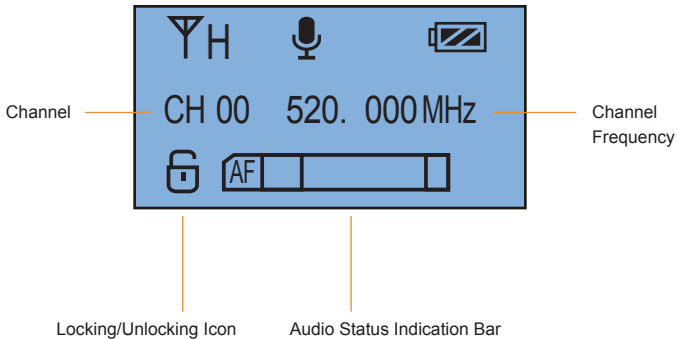 H
Channel
CH 00 520. 000 MHz
Channel
Frequency
AF
Locking/Unlocking Icon
Audio Status Indication Bar